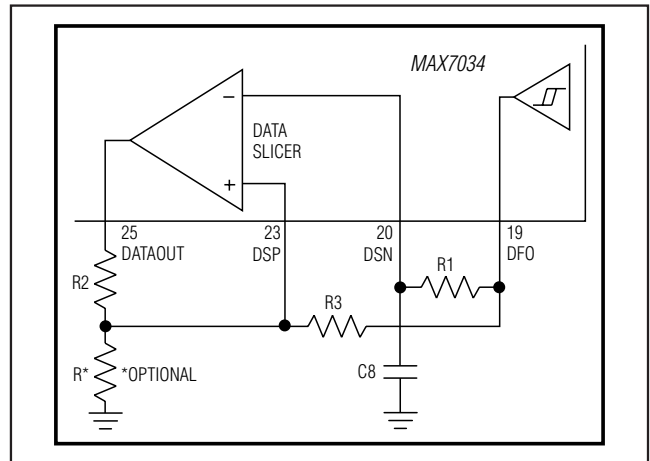 MAX7034
−
DATA
SLICER
+
25
DATAOUT
23
DSP
20
DSN
19
DFO
R1
R2
R3
R* *OPTIONAL
C8